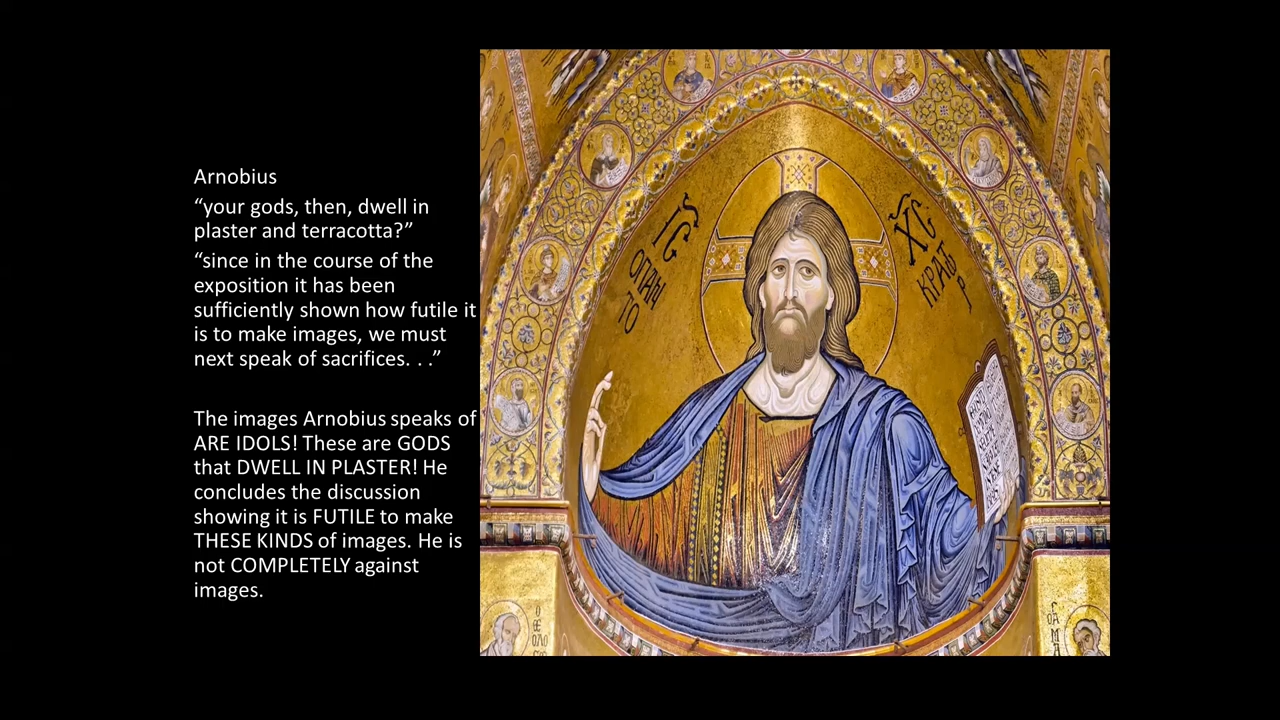 Arnobius
“your gods, then, dwell in
plaster and terracotta?”
“since in the course of the
exposition it has been
sufficiently shown how futile it
is to make images, we must
next speak of sacrifices. . .”
The images Arnobius speaks of
ARE IDOLS! These are GODS
that DWELL IN PLASTER! He
concludes the discussion
showing it is FUTILE to make
THESE KINDS of images. He is
not COMPLETELY against
images.